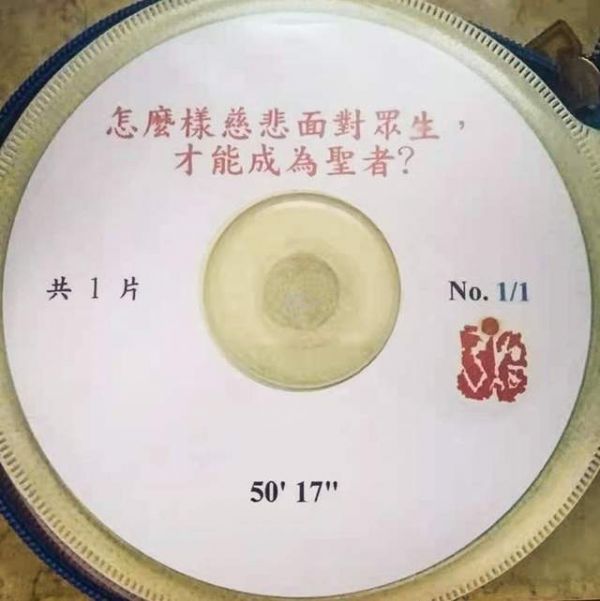 怎麼樣慈悲面對眾生，
才能成為聖者?
共 1 片
No. 1/1
50' 17"